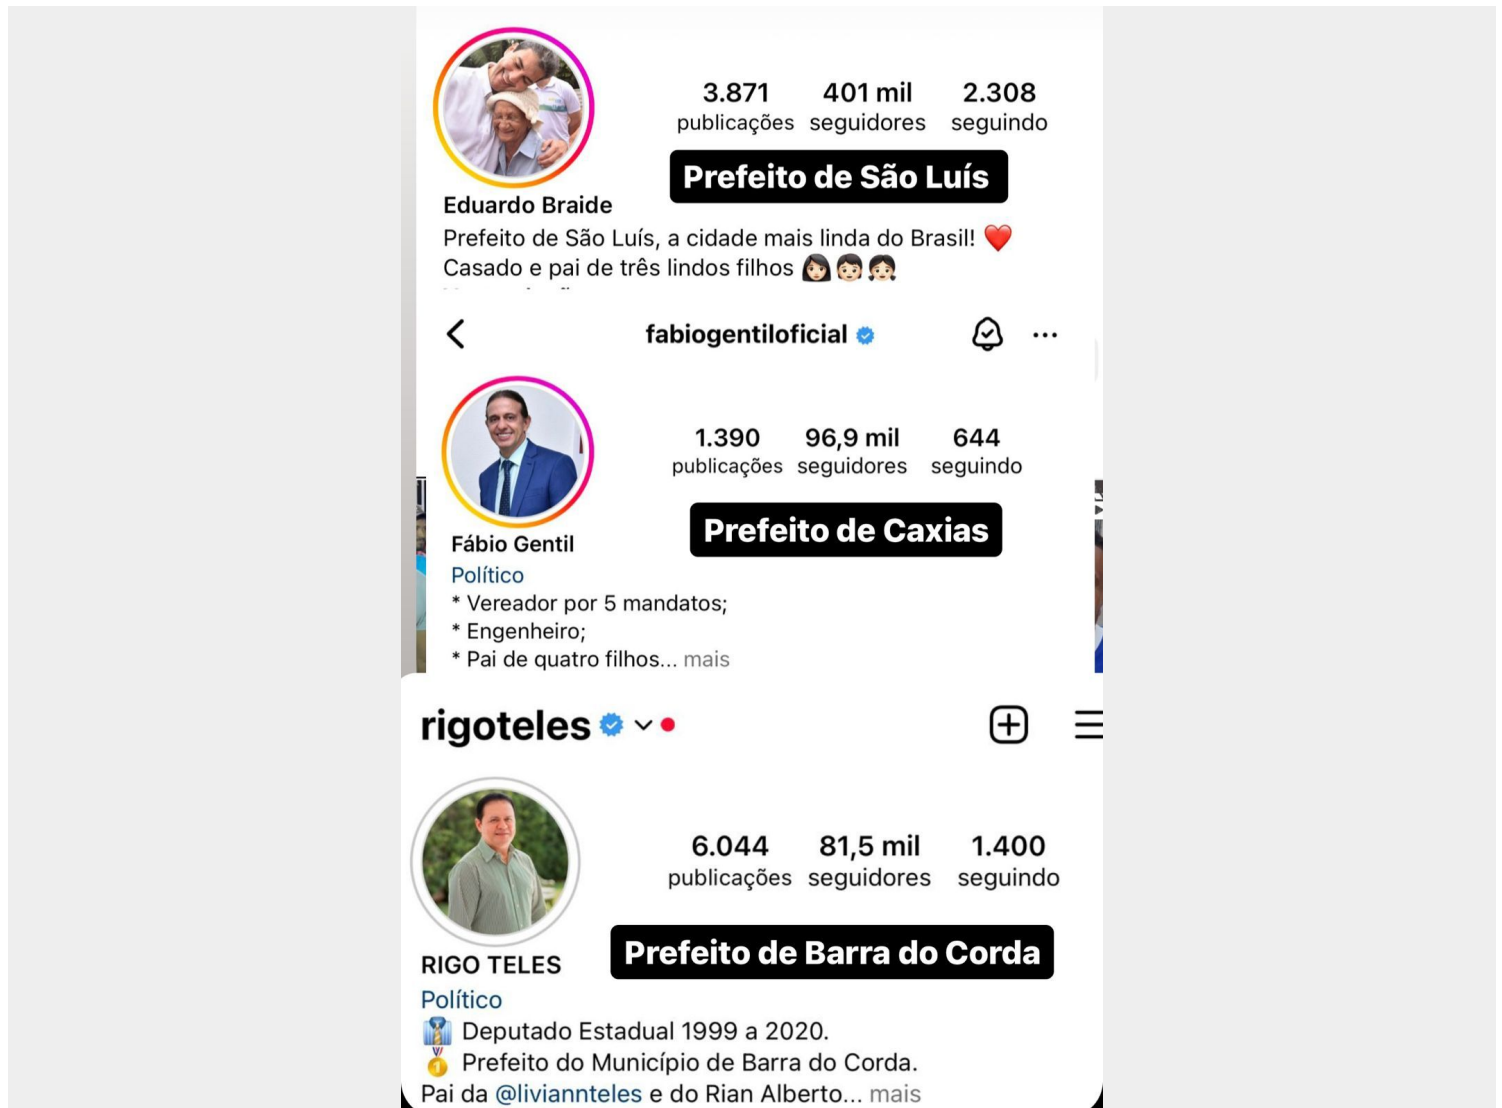 3.871 401 mil 2.308
publicações seguidores seguindo
Prefeito de São Luís
Eduardo Braide
Prefeito de São Luís, a cidade mais linda do Brasil! ❤️
Casado e pai de três lindos filhos 👩🏻👦🏻👧🏻
fabiogentiloficial
1.390 96,9 mil 644
publicações seguidores seguindo
Prefeito de Caxias
Fábio Gentil
Político
* Vereador por 5 mandatos;
* Engenheiro;
* Pai de quatro filhos... mais
rigoteles
6.044 81,5 mil 1.400
publicações seguidores seguindo
Prefeito de Barra do Corda
RIGO TELES
Político
👔 Deputado Estadual 1999 a 2020.
🥇 Prefeito do Município de Barra do Corda.
Pai da @liviannteles e do Rian Alberto... mais